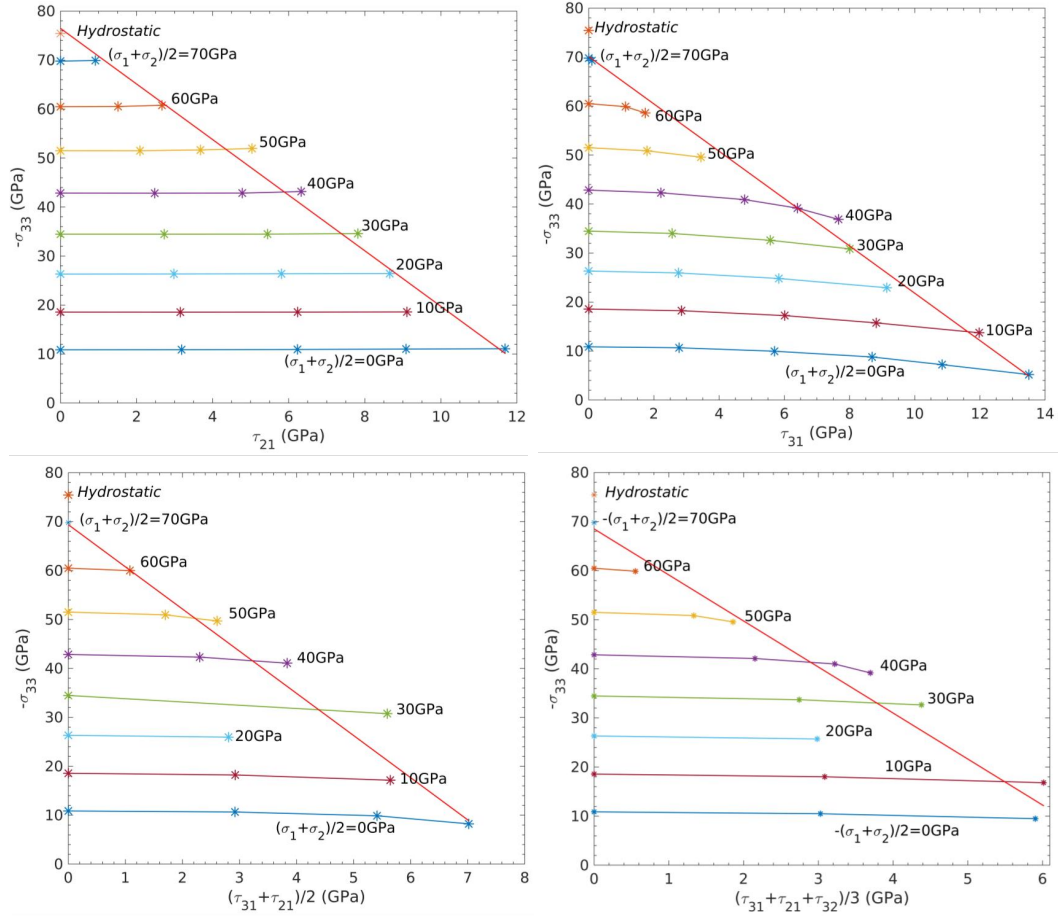 80
70
60
50
40
30
20
10
0
-σ33 (GPa)
Hydrostatic
(σ1+σ2)/2=70GPa
60GPa
50GPa
40GPa
30GPa
20GPa
10GPa
(σ1+σ2)/2=0GPa
0 2 4 6 8 10 12
τ21 (GPa)
80
70
60
50
40
30
20
10
0
-σ33 (GPa)
Hydrostatic
(σ1+σ2)/2=70GPa
60GPa
50GPa
40GPa
30GPa
20GPa
10GPa
(σ1+σ2)/2=0GPa
0 2 4 6 8 10 12 14
τ31 (GPa)
80
70
60
50
40
30
20
10
0
-σ33 (GPa)
Hydrostatic
(σ1+σ2)/2=70GPa
60GPa
50GPa
40GPa
30GPa
20GPa
10GPa
(σ1+σ2)/2=0GPa
0 1 2 3 4 5 6 7 8
(τ31+τ21)/2 (GPa)
80
70
60
50
40
30
20
10
0
-σ33 (GPa)
Hydrostatic
-(σ1+σ2)/2=70GPa
60GPa
50GPa
40GPa
30GPa
20GPa
10GPa
-(σ1+σ2)/2=0GPa
0 1 2 3 4 5 6
(τ31+τ21+τ32)/3 (GPa)